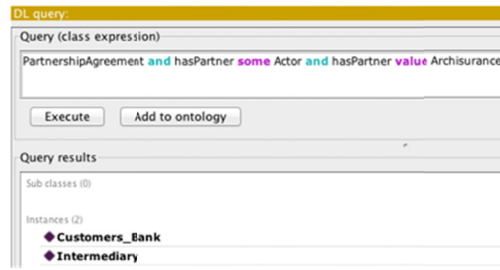 DL query:
Query (class expression)
PartnershipAgreement and hasPartner some Actor and hasPartner value Archisurance
Execute
Add to ontology
Query results
Sub classes (0)
Instances (2)
Customers_Bank
Intermediary